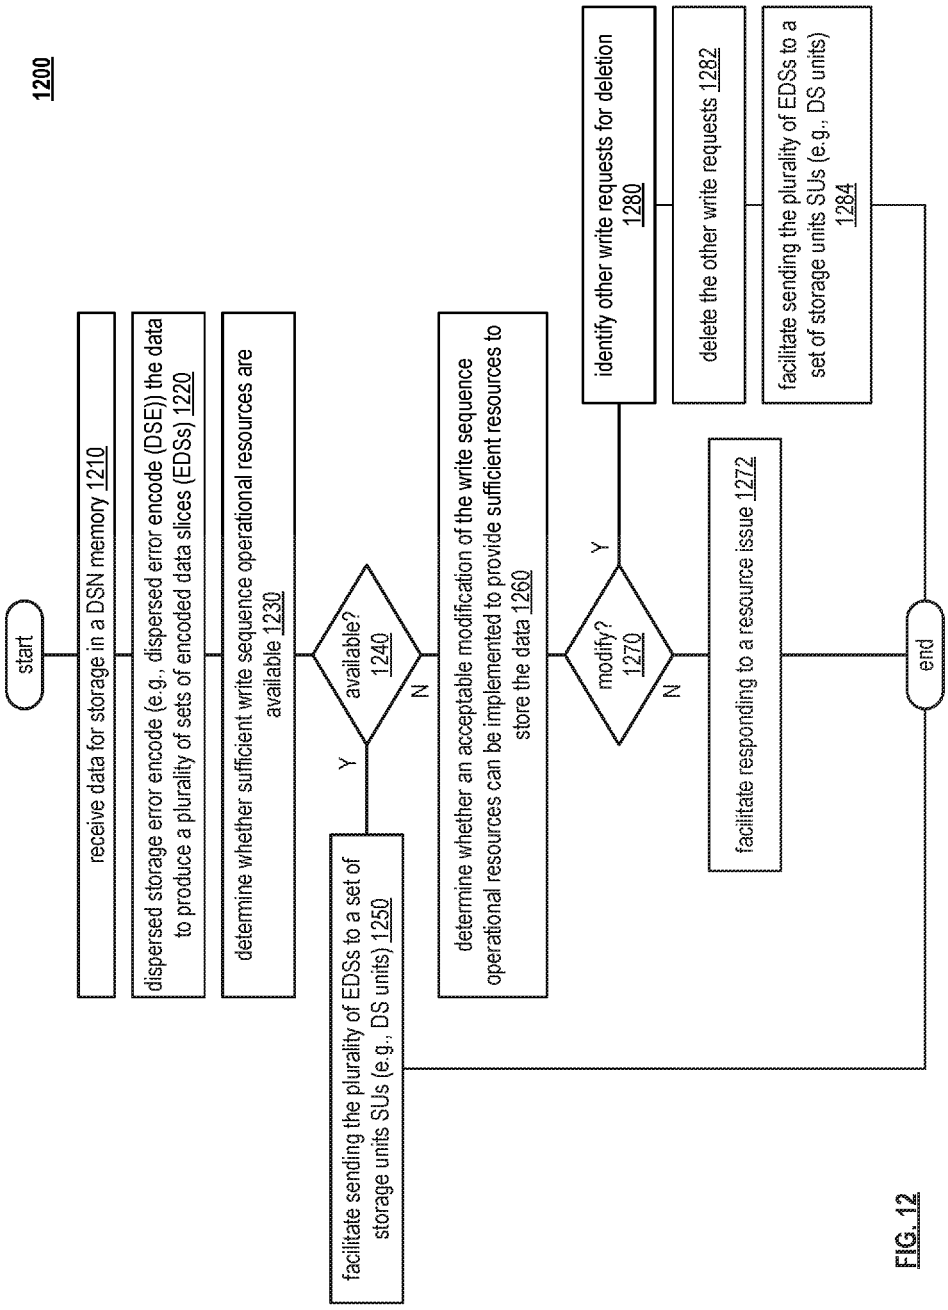 1200
start
receive data for storage in a DSN memory 1210
dispersed storage error encode (e.g., dispersed error encode (DSE)) the data
to produce a plurality of sets of encoded data slices (EDSs) 1220
determine whether sufficient write sequence operational resources are
available 1230
available?
1240
Y
N
facilitate sending the plurality of EDSs to a set of
storage units SUs (e.g., DS units) 1250
determine whether an acceptable modification of the write sequence
operational resources can be implemented to provide sufficient resources to
store the data 1260
modify?
1270
Y
N
identify other write requests for deletion
1280
delete the other write requests 1282
facilitate sending the plurality of EDSs to a
set of storage units SUs (e.g., DS units)
1284
facilitate responding to a resource issue 1272
end
FIG. 12